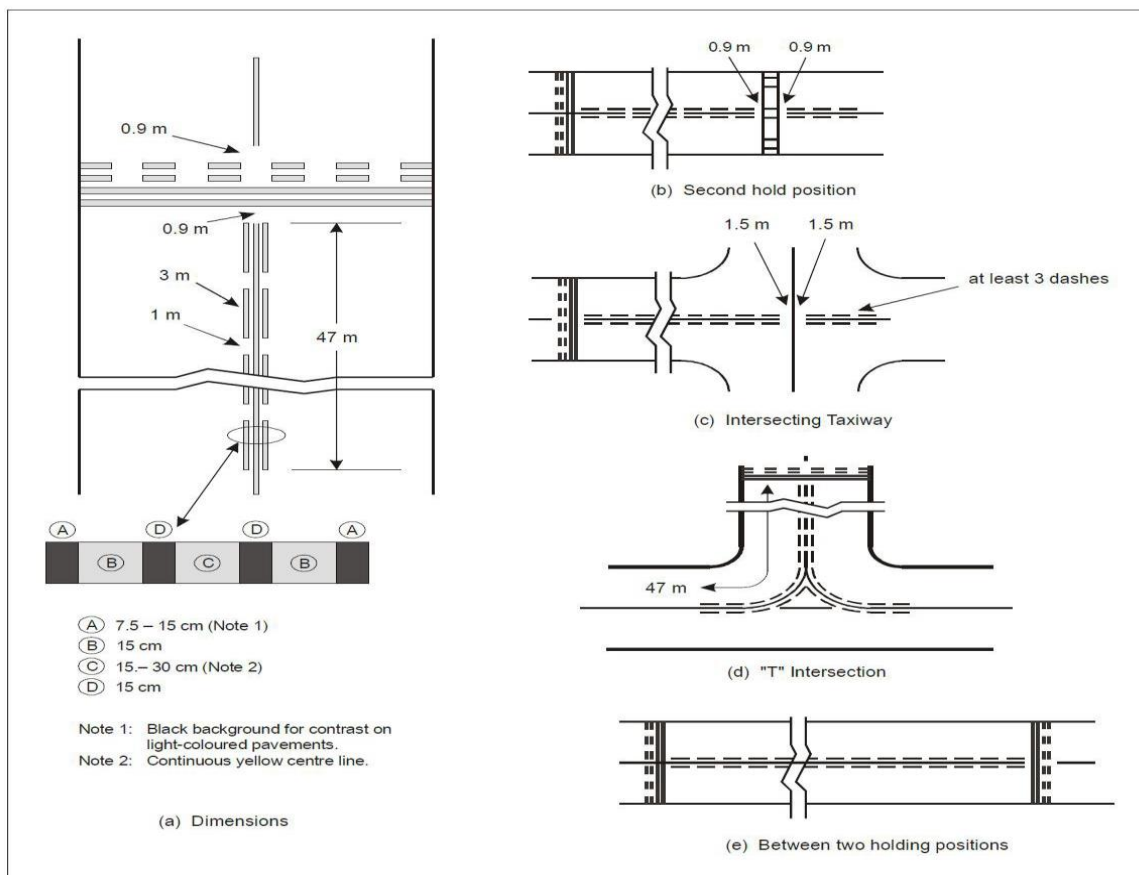 0.9 m
0.9 m
3 m
1 m
47 m
A D D A
B C B
A 7.5 – 15 cm (Note 1)
B 15 cm
C 15.– 30 cm (Note 2)
D 15 cm
Note 1: Black background for contrast on
light-coloured pavements.
Note 2: Continuous yellow centre line.
(a) Dimensions
0.9 m 0.9 m
(b) Second hold position
1.5 m 1.5 m
at least 3 dashes
(c) Intersecting Taxiway
47 m
(d) "T" Intersection
(e) Between two holding positions